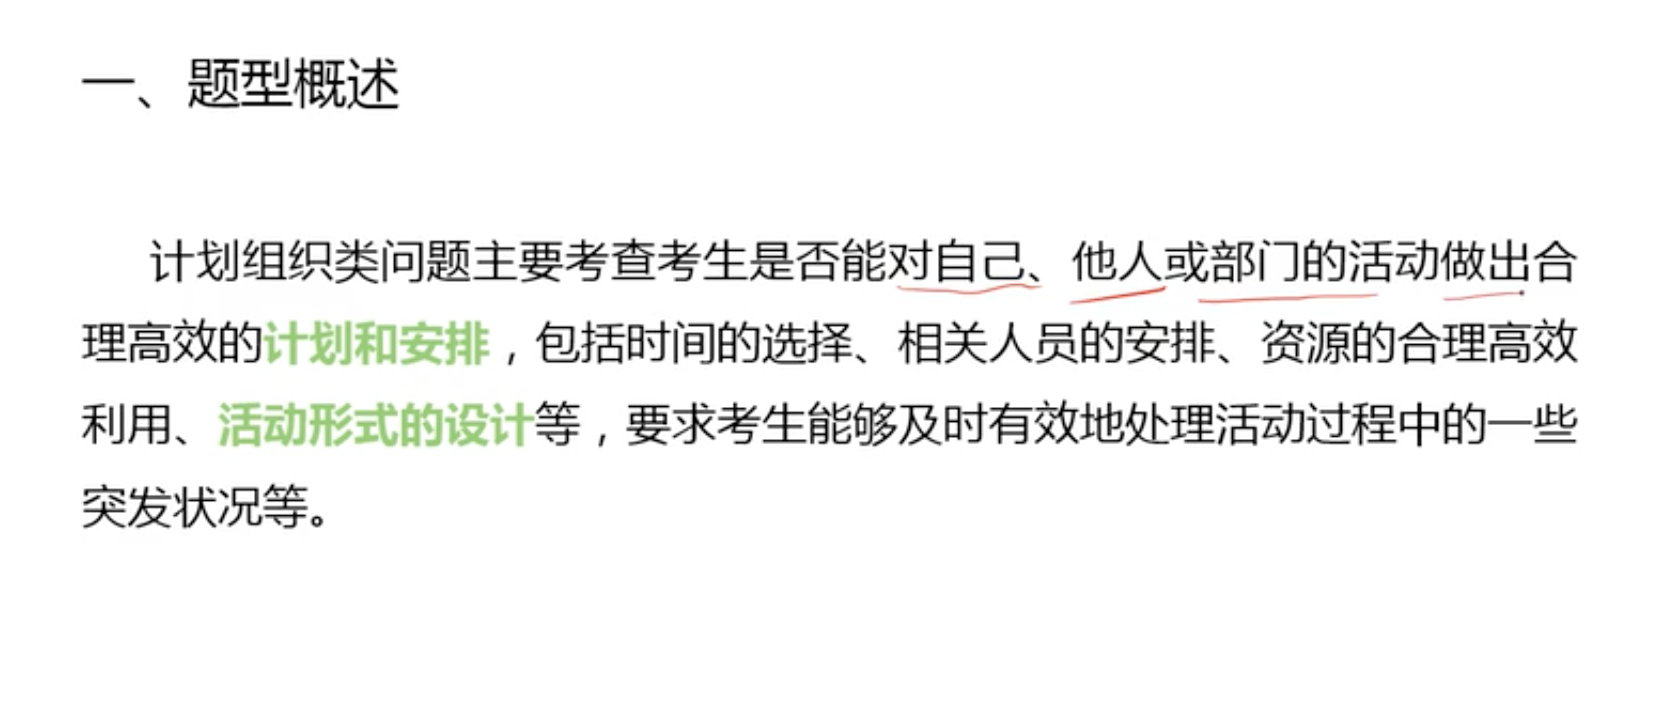 一、题型概述
计划组织类问题主要考查考生是否能对自己、他人或部门的活动做出合
理高效的计划和安排，包括时间的选择、相关人员的安排、资源的合理高效
利用、活动形式的设计等，要求考生能够及时有效地处理活动过程中的一些
突发状况等。